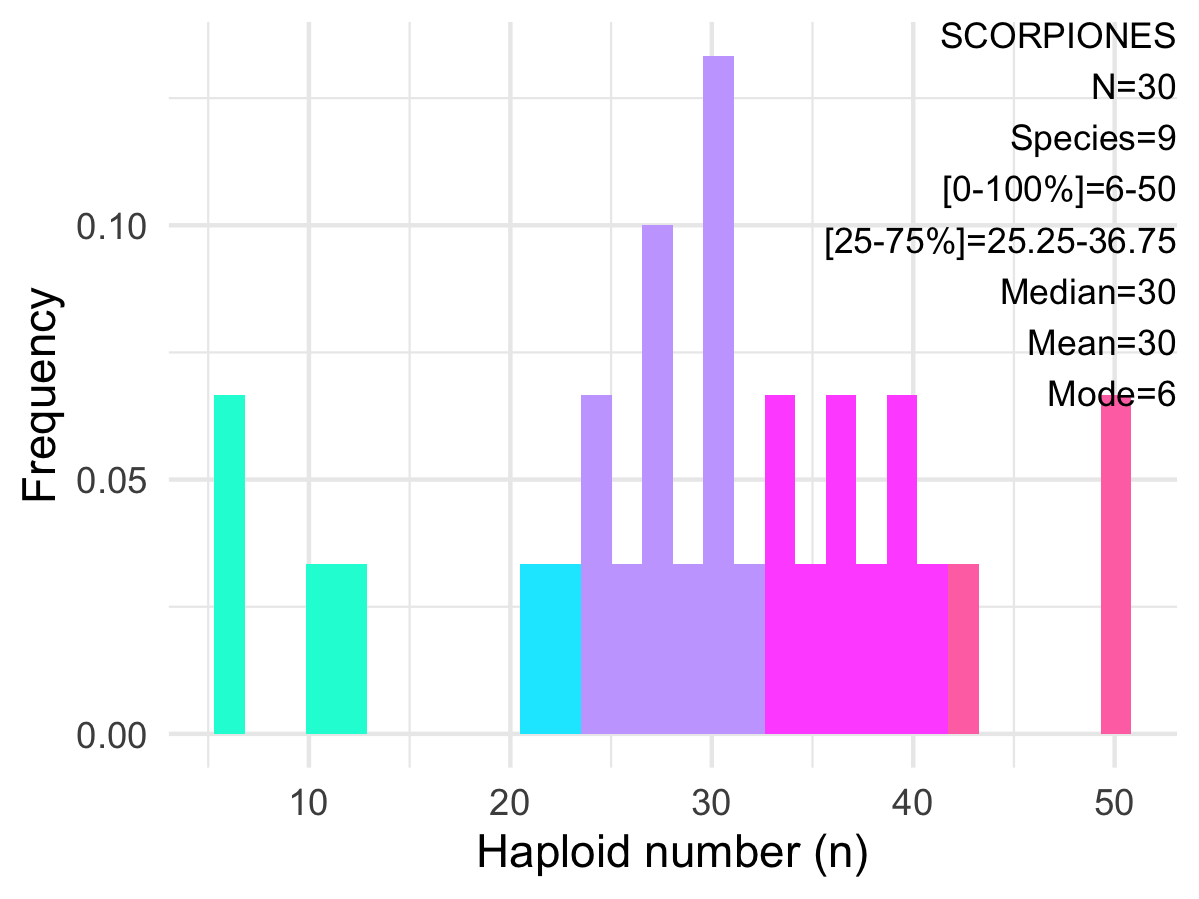 SCORPIONES
N=30
Species=9
[0-100%]=6-50
[25-75%]=25.25-36.75
Median=30
Mean=30
Mode=6
Frequency
0.10
0.05
0.00
10 20 30 40 50
Haploid number (n)